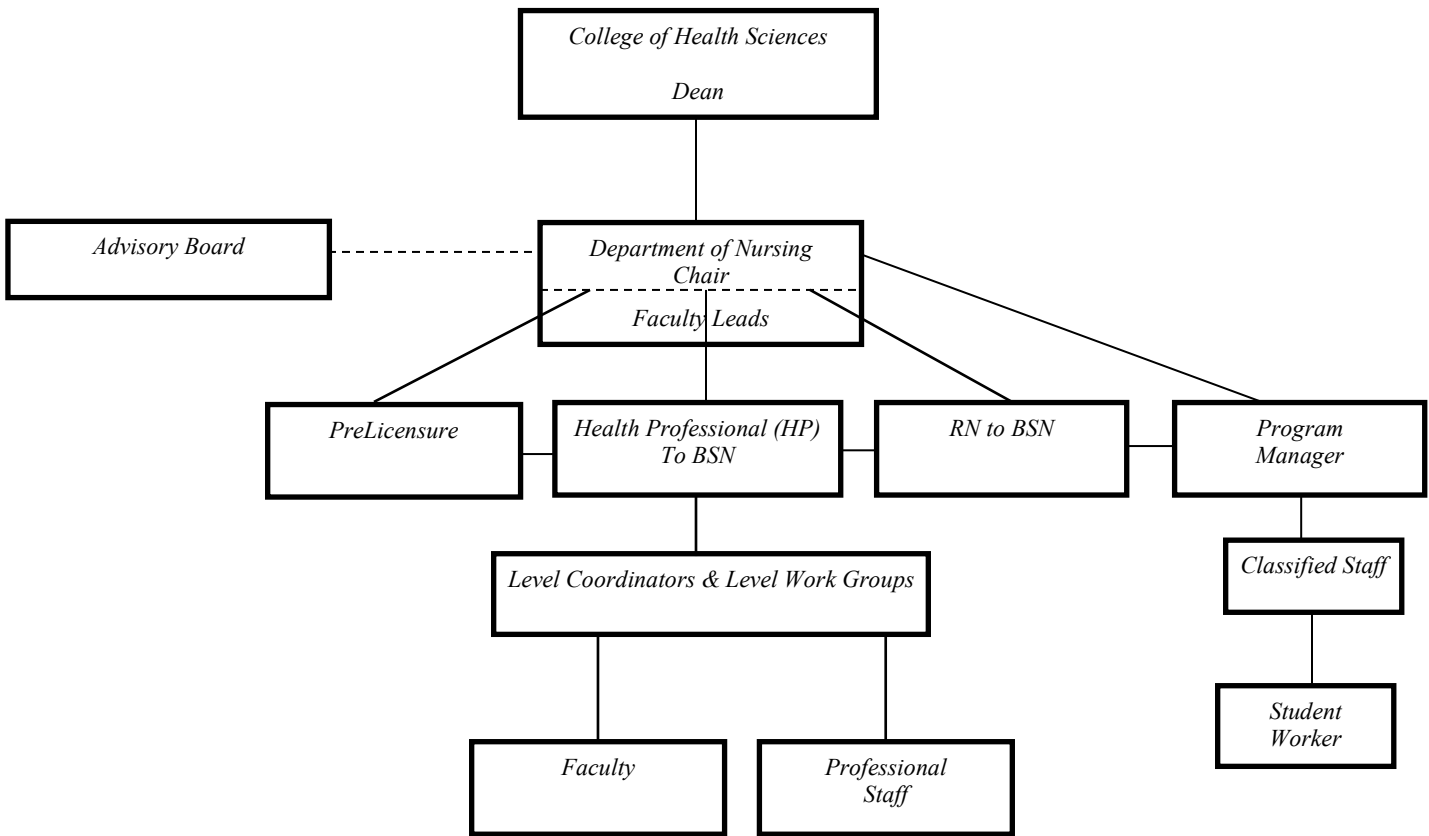 College of Health Sciences
Dean
Advisory Board
Department of Nursing
Chair
Faculty Leads
PreLicensure
Health Professional (HP)
To BSN
RN to BSN
Program
Manager
Level Coordinators & Level Work Groups
Classified Staff
Student
Worker
Faculty
Professional
Staff